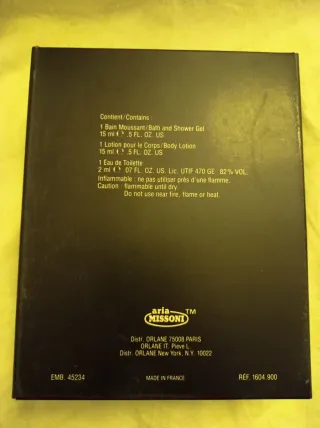 Contient/Contains:
1 Bain Moussant/Bath and Shower Gel
15 ml ℮ .5 FL. OZ. US.
1 Lotion pour le Corps/Body Lotion
15 ml ℮ .5 FL. OZ. US
1 Eau de Toilette
2 ml ℮ .07 FL. OZ. US. Lic. UTIF 470 GE 82% VOL.
Inflammable : ne pas utiliser près d'une flamme.
Caution : flammable until dry.
Do not use near fire, flame or heat.
aria TM
MISSONI
Distr. ORLANE 75008 PARIS
ORLANE IT. Pieve L.
Distr. ORLANE New York, N.Y. 10022
EMB. 45234 MADE IN FRANCE RÉF. 1604.900